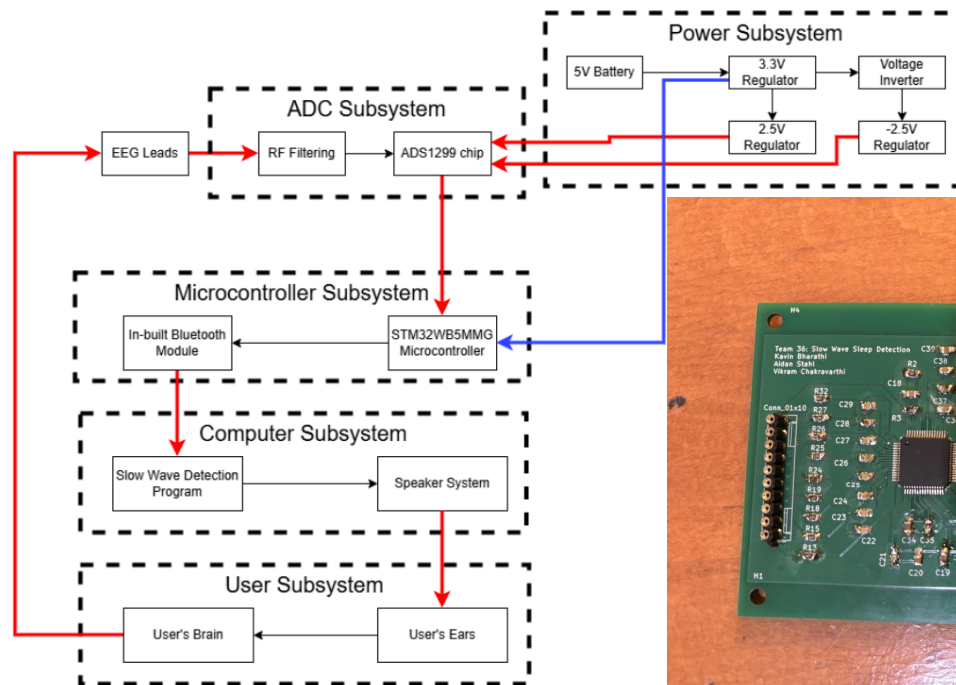 Power Subsystem
5V Battery
3.3V
Regulator
Voltage
Inverter
2.5V
Regulator
-2.5V
Regulator
ADC Subsystem
EEG Leads
RF Filtering
ADS1299 chip
Microcontroller Subsystem
In-built Bluetooth
Module
STM32WB5MMG
Microcontroller
Computer Subsystem
Slow Wave Detection
Program
Speaker System
User Subsystem
User's Brain
User's Ears
H4
Team 36: Slow Wave Sleep Detection
Kavin Bharathi
Aidan Stahl
Vikram Chakravarthi
C39
C38
R2
C18
C37
R3
Conn_01x10
R32
C29
R27
C28
R26
C27
R25
C26
R24
C25
R19
C24
R18
C23
R15
C22
R13
C34
C35
C21
C20
C19
H1